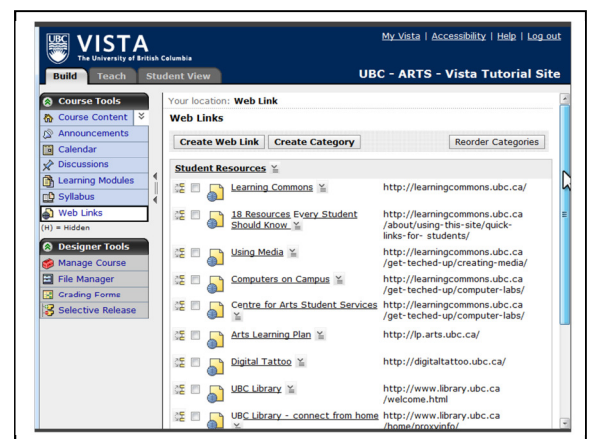 My Vista | Accessibility | Help | Log out
UBC VISTA
The University of British Columbia
Build Teach Student View
UBC - ARTS - Vista Tutorial Site
Course Tools
Course Content
Announcements
Calendar
Discussions
Learning Modules
Syllabus
Web Links
(H) = Hidden
Designer Tools
Manage Course
File Manager
Grading Forms
Selective Release
Your location: Web Link
Web Links
Create Web Link Create Category Reorder Categories
Student Resources
Learning Commons http://learningcommons.ubc.ca/
18 Resources Every Student http://learningcommons.ubc.ca
Should Know /about/using-this-site/quick-
links-for- students/
Using Media http://learningcommons.ubc.ca
/get-teched-up/creating-media/
Computers on Campus http://learningcommons.ubc.ca
/get-teched-up/computer-labs/
Centre for Arts Student Services http://learningcommons.ubc.ca
/get-teched-up/computer-labs/
Arts Learning Plan http://lp.arts.ubc.ca/
Digital Tattoo http://digitaltattoo.ubc.ca/
UBC Library http://www.library.ubc.ca
/welcome.html
UBC Library - connect from home http://www.library.ubc.ca
/home/proxyinfo/